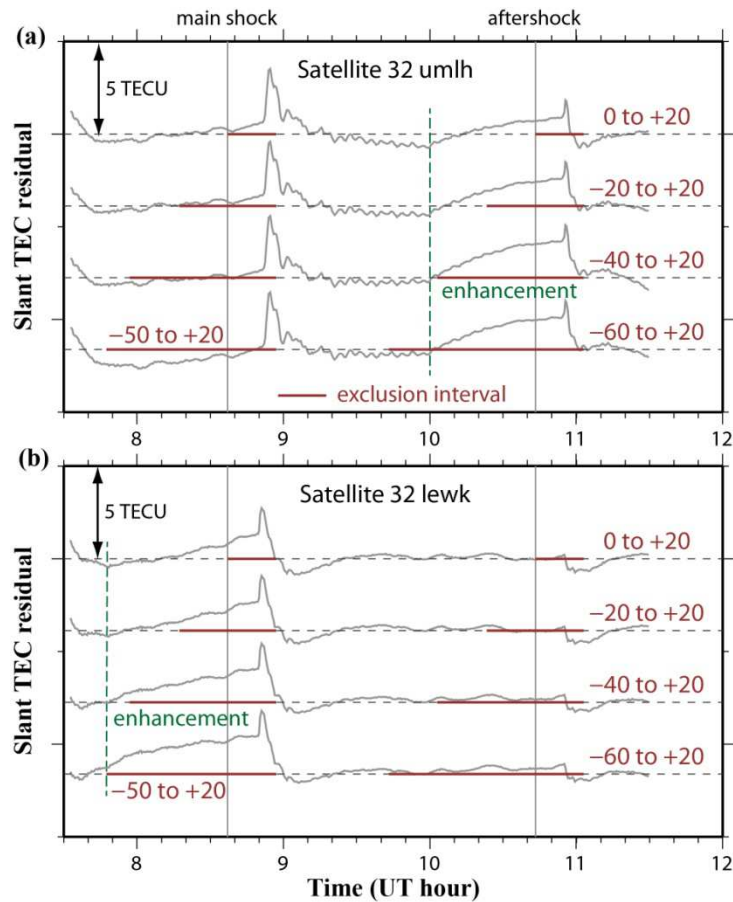 main shock aftershock
(a)
5 TECU
Satellite 32 umlh
0 to +20
−20 to +20
−40 to +20
enhancement
−50 to +20
−60 to +20
exclusion interval
Slant TEC residual
8 9 10 11 12
(b)
5 TECU
Satellite 32 lewk
0 to +20
−20 to +20
−40 to +20
enhancement
−60 to +20
−50 to +20
Slant TEC residual
8 9 10 11 12
Time (UT hour)